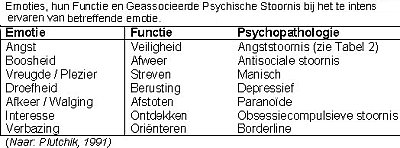 Emoties, hun Functie en Geassocieerde Psychische Stoornis bij het te intens
ervaren van betreffende emotie.
Emotie Functie Psychopathologie
Angst Veiligheid Angststoornis (zie Tabel 2)
Boosheid Afweer Antisociale stoornis
Vreugde / Plezier Streven Manisch
Droefheid Berusting Depressief
Afkeer / Walging Afstoten Paranoïde
Interesse Ontdekken Obsessiecompulsieve stoornis
Verbazing Oriënteren Borderline
(Naar: Plutchik, 1991)